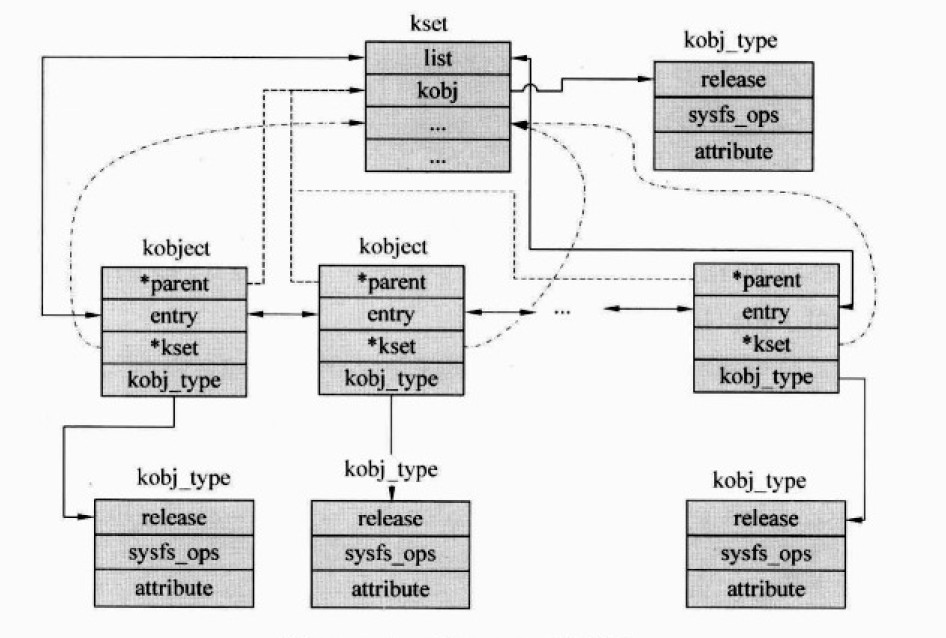 kset
list
kobj
...
...
kobj_type
release
sysfs_ops
attribute
kobject
*parent
entry
*kset
kobj_type
kobject
*parent
entry
*kset
kobj_type
...
*parent
entry
*kset
kobj_type
kobj_type
release
sysfs_ops
attribute
kobj_type
release
sysfs_ops
attribute
kobj_type
release
sysfs_ops
attribute